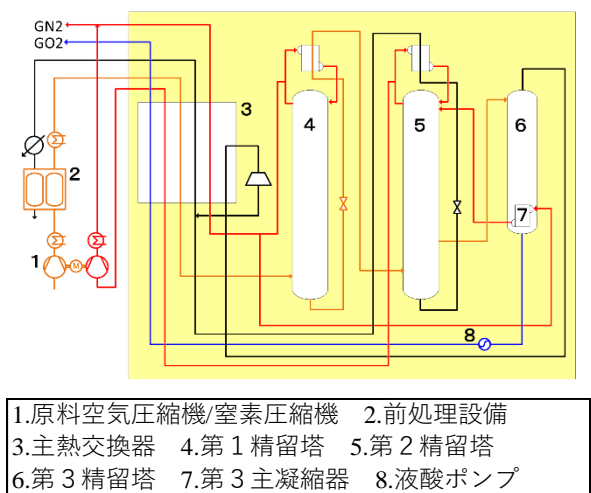 GN2
GO2
3
4
5
6
2
7
1
M
8
1.原料空気圧縮機/窒素圧縮機 2.前処理設備
3.主熱交換器 4.第１精留塔 5.第２精留塔
6.第３精留塔 7.第３主凝縮器 8.液酸ポンプ